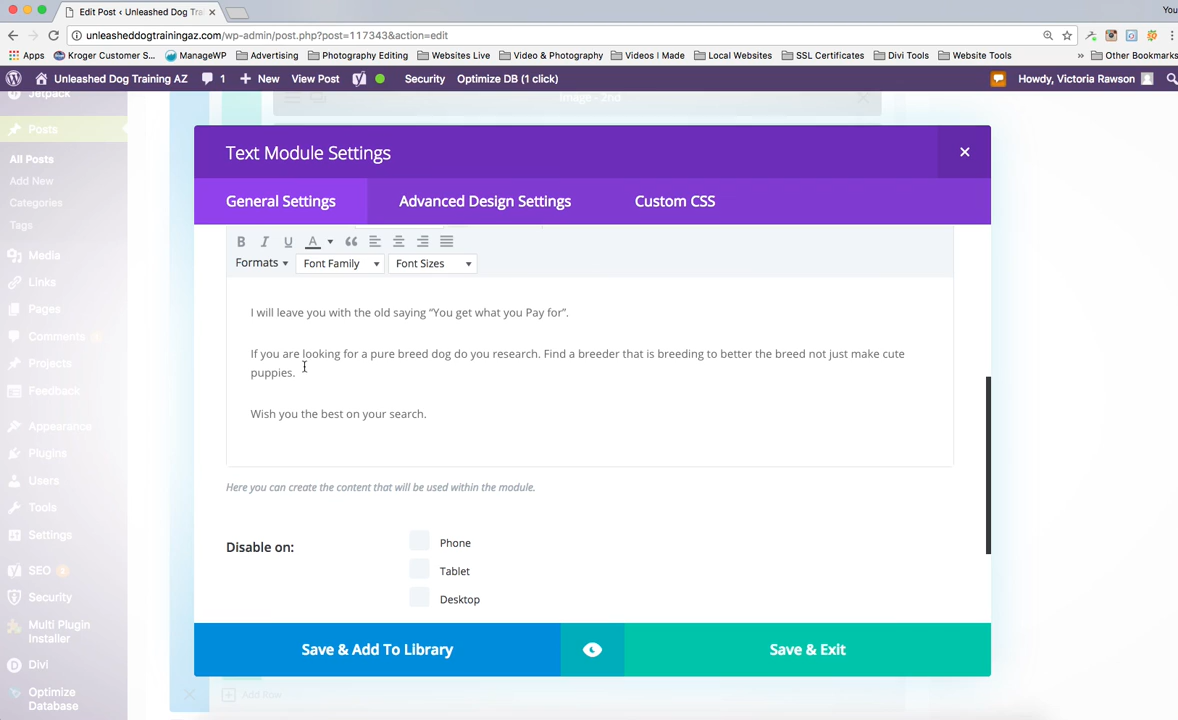 Edit Post ‹ Unleashed Dog Tra
You
unleasheddogtrainingaz.com/wp-admin/post.php?post=117343&action=edit
Apps Kroger Customer S... ManageWP Advertising Photography Editing Websites Live Video & Photography Videos I Made Local Websites SSL Certificates Divi Tools Website Tools » Other Bookmarks
Unleashed Dog Training AZ 1 + New View Post Security Optimize DB (1 click) Howdy, Victoria Rawson
Jetpack
Image - 2nd
Posts
All Posts
Add New
Categories
Tags
Media
Links
Pages
Comments
Projects
Feedback
Appearance
Plugins
Users
Tools
Settings
SEO
Security
Multi Plugin
Installer
Divi
Optimize
Database
Text Module Settings
General Settings Advanced Design Settings Custom CSS
B I U A
Formats Font Family Font Sizes
I will leave you with the old saying “You get what you Pay for”.
If you are looking for a pure breed dog do you research. Find a breeder that is breeding to better the breed not just make cute
puppies.
Wish you the best on your search.
Here you can create the content that will be used within the module.
Disable on:
Phone
Tablet
Desktop
Save & Add To Library
Save & Exit
Add Row